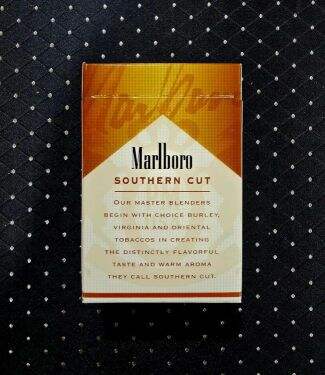 Marlboro
Marlboro
SOUTHERN CUT
OUR MASTER BLENDERS
BEGIN WITH CHOICE BURLEY,
VIRGINIA AND ORIENTAL
TOBACCOS IN CREATING
THE DISTINCTLY FLAVORFUL
TASTE AND WARM AROMA
THEY CALL SOUTHERN CUT.